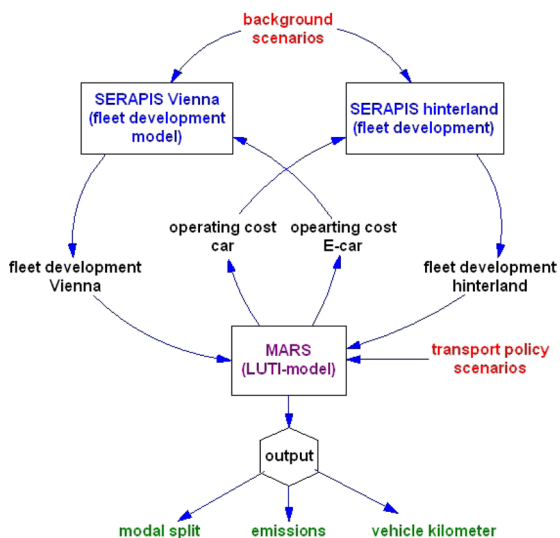 background
scenarios
SERAPIS Vienna
(fleet development
model)
SERAPIS hinterland
(fleet development)
operating cost
car
opearting cost
E-car
fleet development
Vienna
fleet development
hinterland
MARS
(LUTI-model)
transport policy
scenarios
output
modal split
emissions
vehicle kilometer